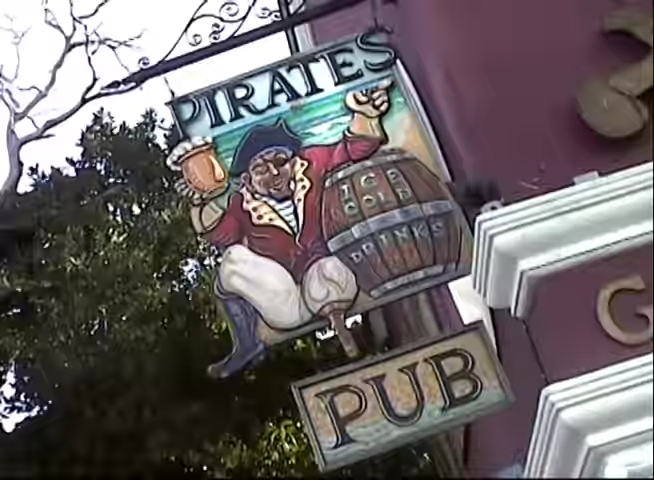 PIRATES
ICE
COLD
DRINKS
PUB
G